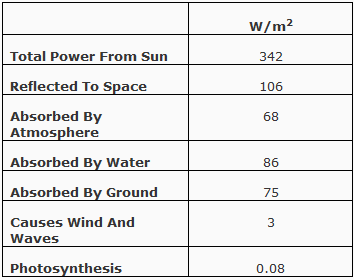 W/m²
Total Power From Sun 342
Reflected To Space 106
Absorbed By
Atmosphere 68
Absorbed By Water 86
Absorbed By Ground 75
Causes Wind And
Waves 3
Photosynthesis 0.08